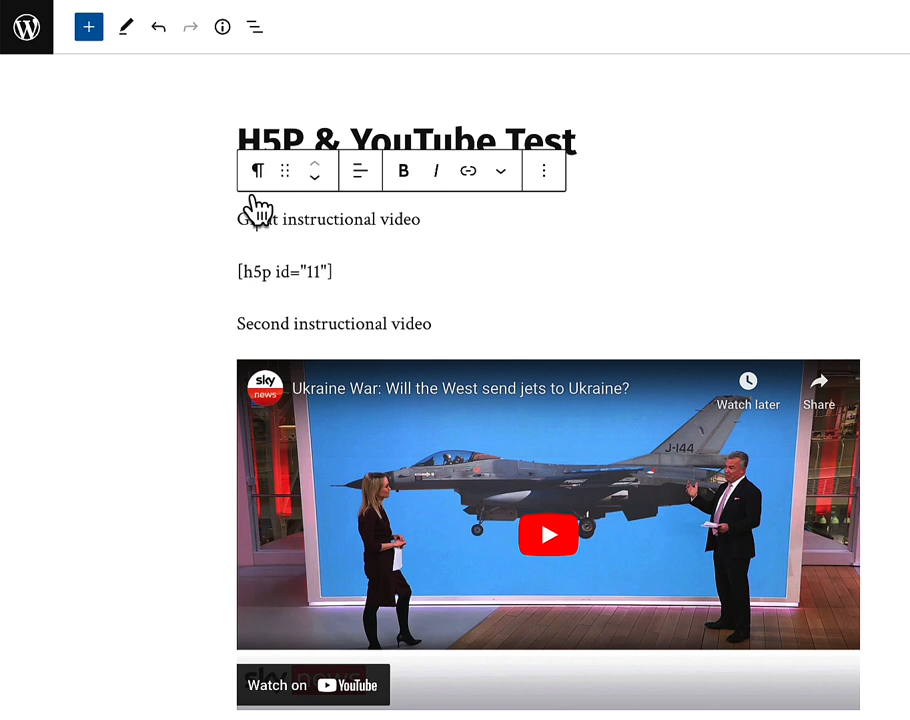 H5P & YouTube Test
B I
Great instructional video
[h5p id="11"]
Second instructional video
sky news
Ukraine War: Will the West send jets to Ukraine?
Watch later
Share
J-144
Watch on YouTube